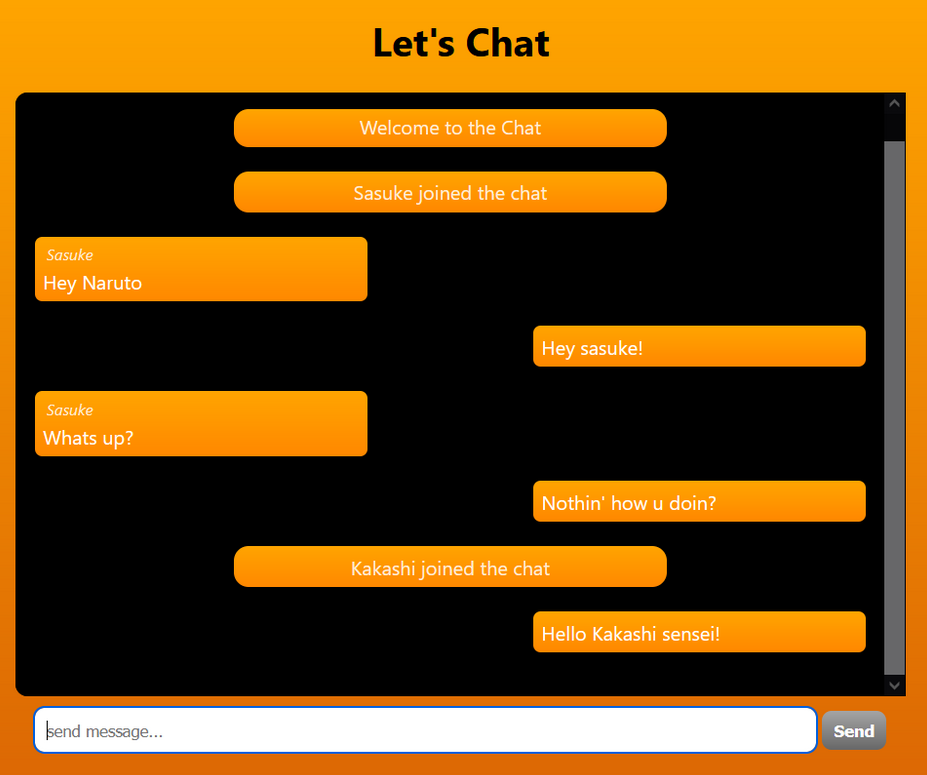 Let's Chat
Welcome to the Chat
Sasuke joined the chat
Sasuke
Hey Naruto
Hey sasuke!
Sasuke
Whats up?
Nothin' how u doin?
Kakashi joined the chat
Hello Kakashi sensei!
send message...
Send